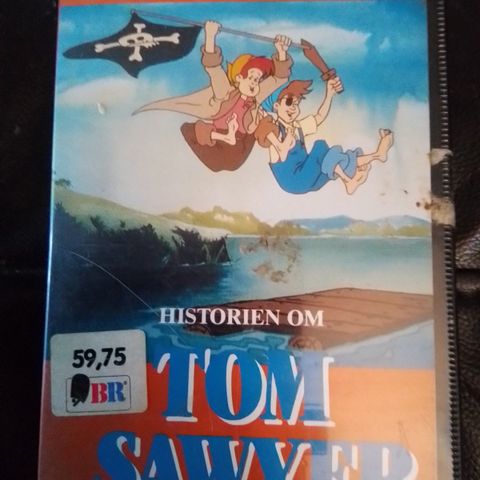 HISTORIEN OM
59,75
BR
TOM
SAWYER